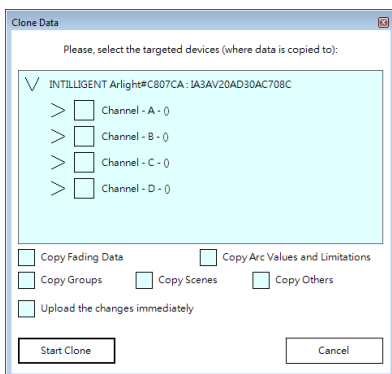 Clone Data
Please, select the targeted devices (where data is copied to):
INTILLIGENT Arlight#C807CA : IA3AV20AD30AC708C
Channel - A - ()
Channel - B - ()
Channel - C - ()
Channel - D - ()
Copy Fading Data Copy Arc Values and Limitations
Copy Groups Copy Scenes Copy Others
Upload the changes immediately
Start Clone Cancel